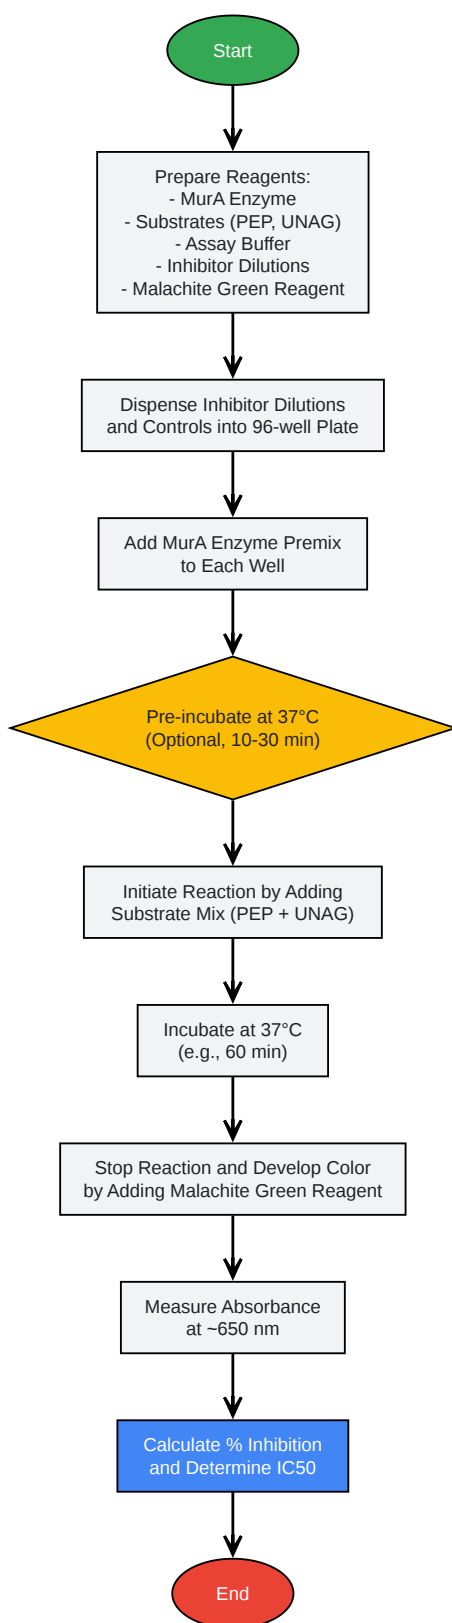 Start
Prepare Reagents:
- MurA Enzyme
- Substrates (PEP, UNAG)
- Assay Buffer
- Inhibitor Dilutions
- Malachite Green Reagent
Dispense Inhibitor Dilutions
and Controls into 96-well Plate
Add MurA Enzyme Premix
to Each Well
Pre-incubate at 37°C
(Optional, 10-30 min)
Initiate Reaction by Adding
Substrate Mix (PEP + UNAG)
Incubate at 37°C
(e.g., 60 min)
Stop Reaction and Develop Color
by Adding Malachite Green Reagent
Measure Absorbance
at ~650 nm
Calculate % Inhibition
and Determine IC50
End